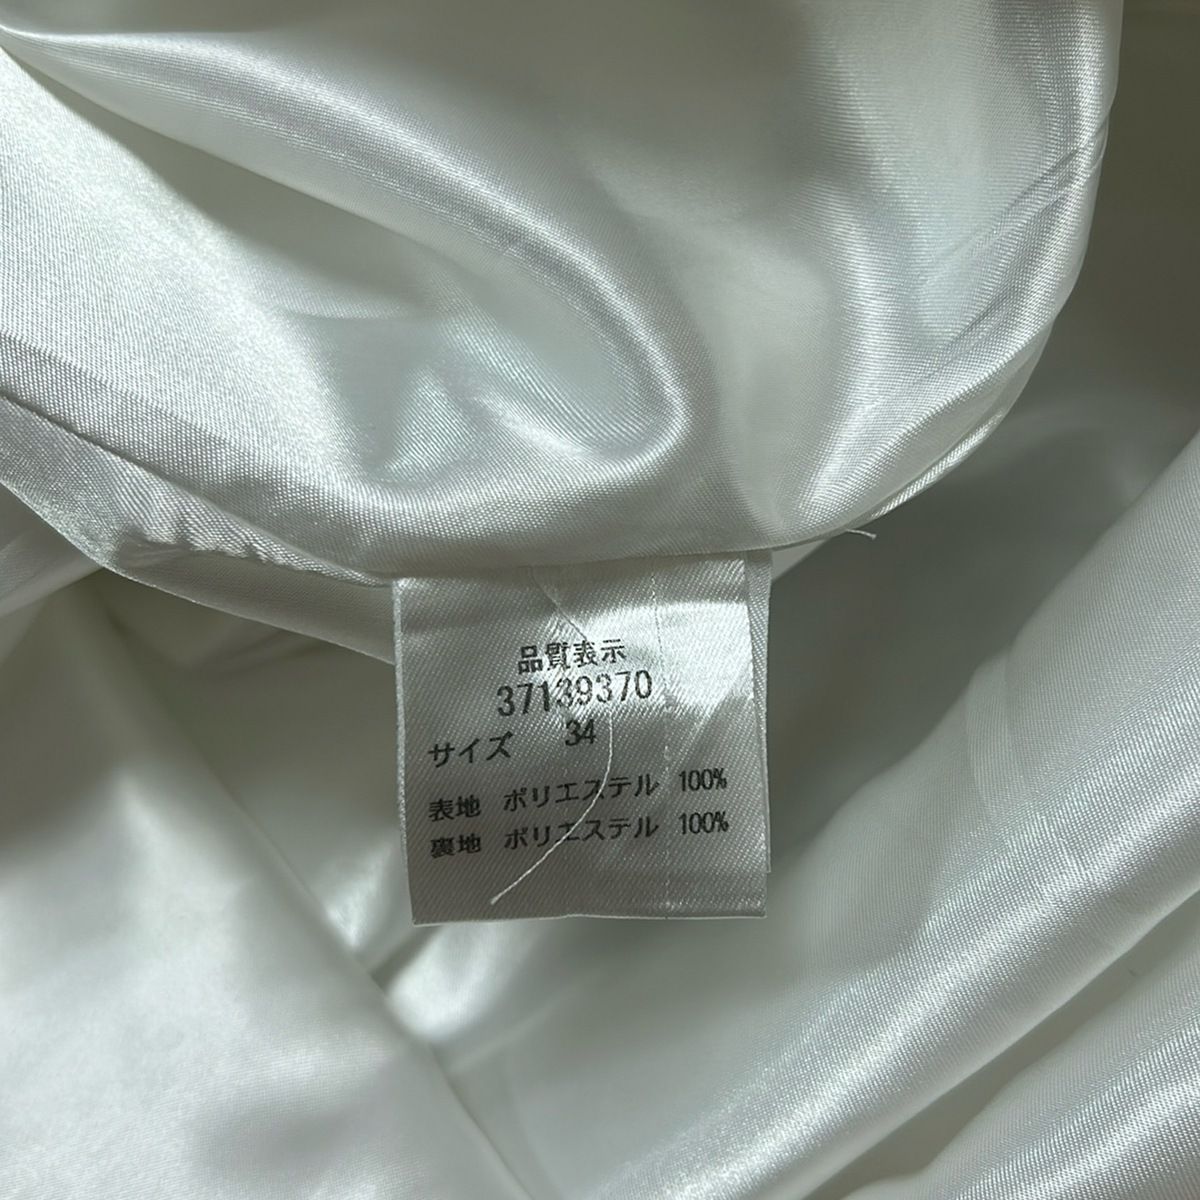 品質表示
37139370
サイズ 34
表地 ポリエステル 100%
裏地 ポリエステル 100%